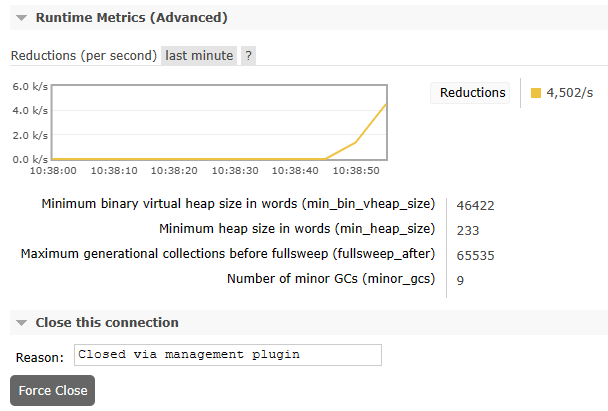 Runtime Metrics (Advanced)
Reductions (per second) last minute ?
6.0 k/s
4.0 k/s
2.0 k/s
0.0 k/s
10:38:00 10:38:10 10:38:20 10:38:30 10:38:40 10:38:50
Reductions 4,502/s
Minimum binary virtual heap size in words (min_bin_vheap_size) 46422
Minimum heap size in words (min_heap_size) 233
Maximum generational collections before fullsweep (fullsweep_after) 65535
Number of minor GCs (minor_gcs) 9
Close this connection
Reason: Closed via management plugin
Force Close